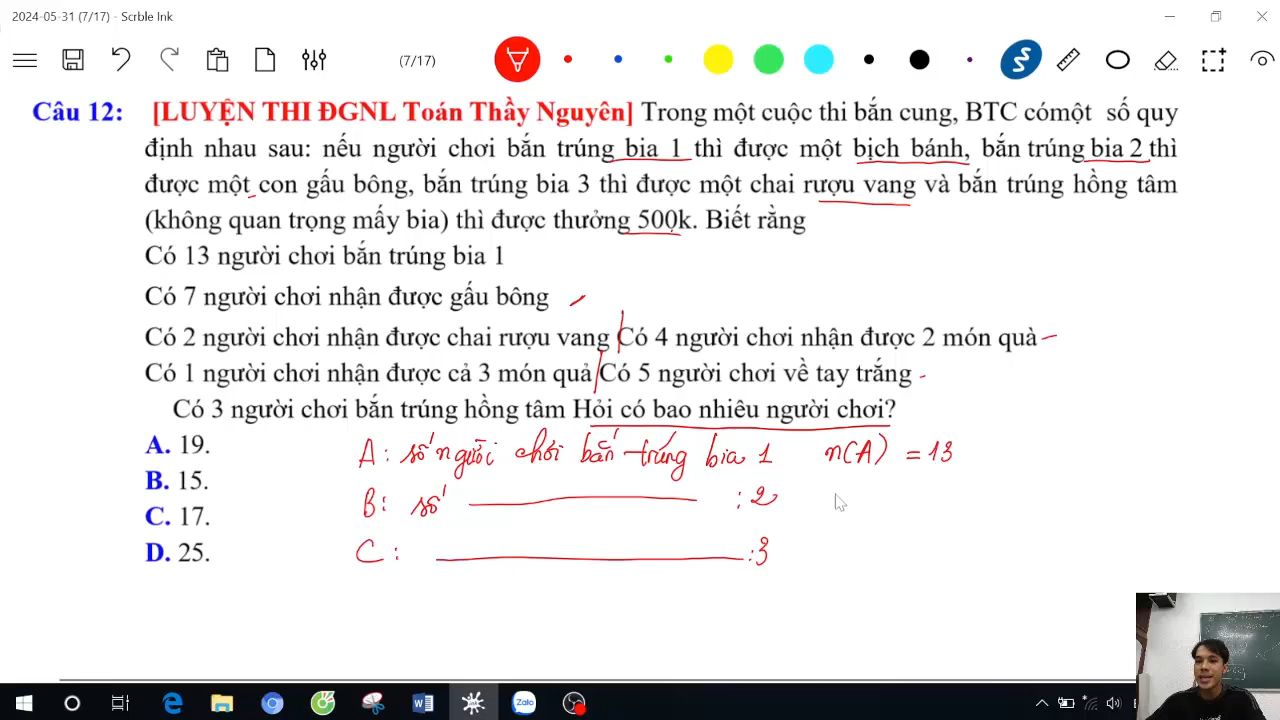 2024-05-31 (7/17) - Scrble Ink
(7/17)
Câu 12: [LUYỆN THI ĐGNL Toán Thầy Nguyên] Trong một cuộc thi bắn cung, BTC cómột số quy
định nhau sau: nếu người chơi bắn trúng bia 1 thì được một bịch bánh, bắn trúng bia 2 thì
được một con gấu bông, bắn trúng bia 3 thì được một chai rượu vang và bắn trúng hồng tâm
(không quan trọng mấy bia) thì được thưởng 500k. Biết rằng
Có 13 người chơi bắn trúng bia 1
Có 7 người chơi nhận được gấu bông
Có 2 người chơi nhận được chai rượu vang Có 4 người chơi nhận được 2 món quà
Có 1 người chơi nhận được cả 3 món quả Có 5 người chơi về tay trắng
Có 3 người chơi bắn trúng hồng tâm Hỏi có bao nhiêu người chơi?
A. 19.
B. 15.
C. 17.
D. 25.
A: số người chơi bắn trúng bia 1 n(A) = 13
B: số : 2
C: : 3
Zalo